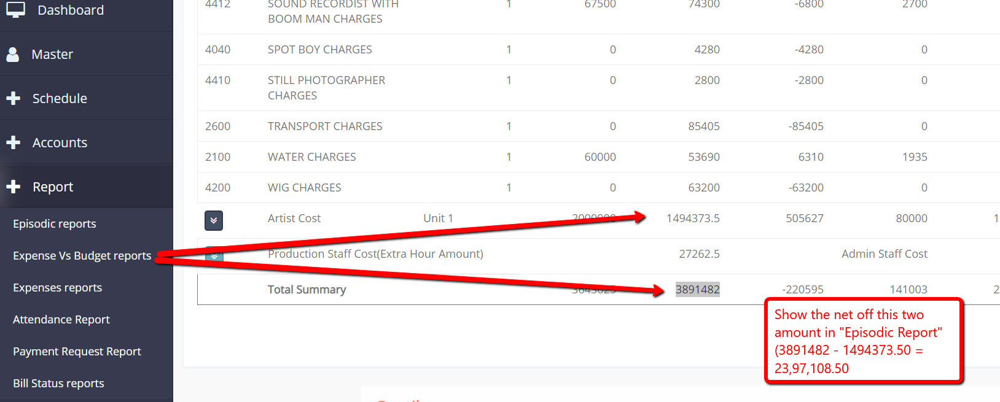 Dashboard
Master
Schedule
Accounts
Report
Episodic reports
Expense Vs Budget reports
Expenses reports
Attendance Report
Payment Request Report
Bill Status reports
4412 SOUND RECORDIST WITH 1 67500 74300 -6800 2700
BOOM MAN CHARGES
4040 SPOT BOY CHARGES 1 0 4280 -4280 0
4410 STILL PHOTOGRAPHER 1 0 2800 -2800 0
CHARGES
2600 TRANSPORT CHARGES 1 0 85405 -85405 0
2100 WATER CHARGES 1 60000 53690 6310 1935
4200 WIG CHARGES 1 0 63200 -63200 0
Artist Cost Unit 1 2000000 1494373.5 505627 80000 1
Production Staff Cost(Extra Hour Amount) 27262.5 Admin Staff Cost
Total Summary 3891482 -220595 141003 2
Show the net off this two
amount in "Episodic Report"
(3891482 - 1494373.50 =
23,97,108.50